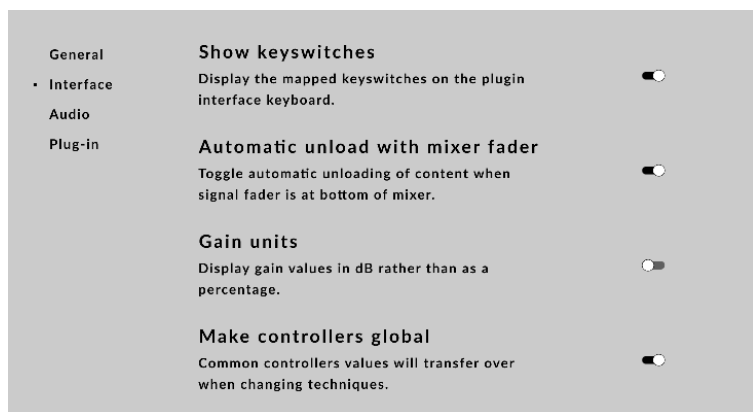 General
Interface
Audio
Plug-in
Show keyswitches
Display the mapped keyswitches on the plugin
interface keyboard.
Automatic unload with mixer fader
Toggle automatic unloading of content when
signal fader is at bottom of mixer.
Gain units
Display gain values in dB rather than as a
percentage.
Make controllers global
Common controllers values will transfer over
when changing techniques.